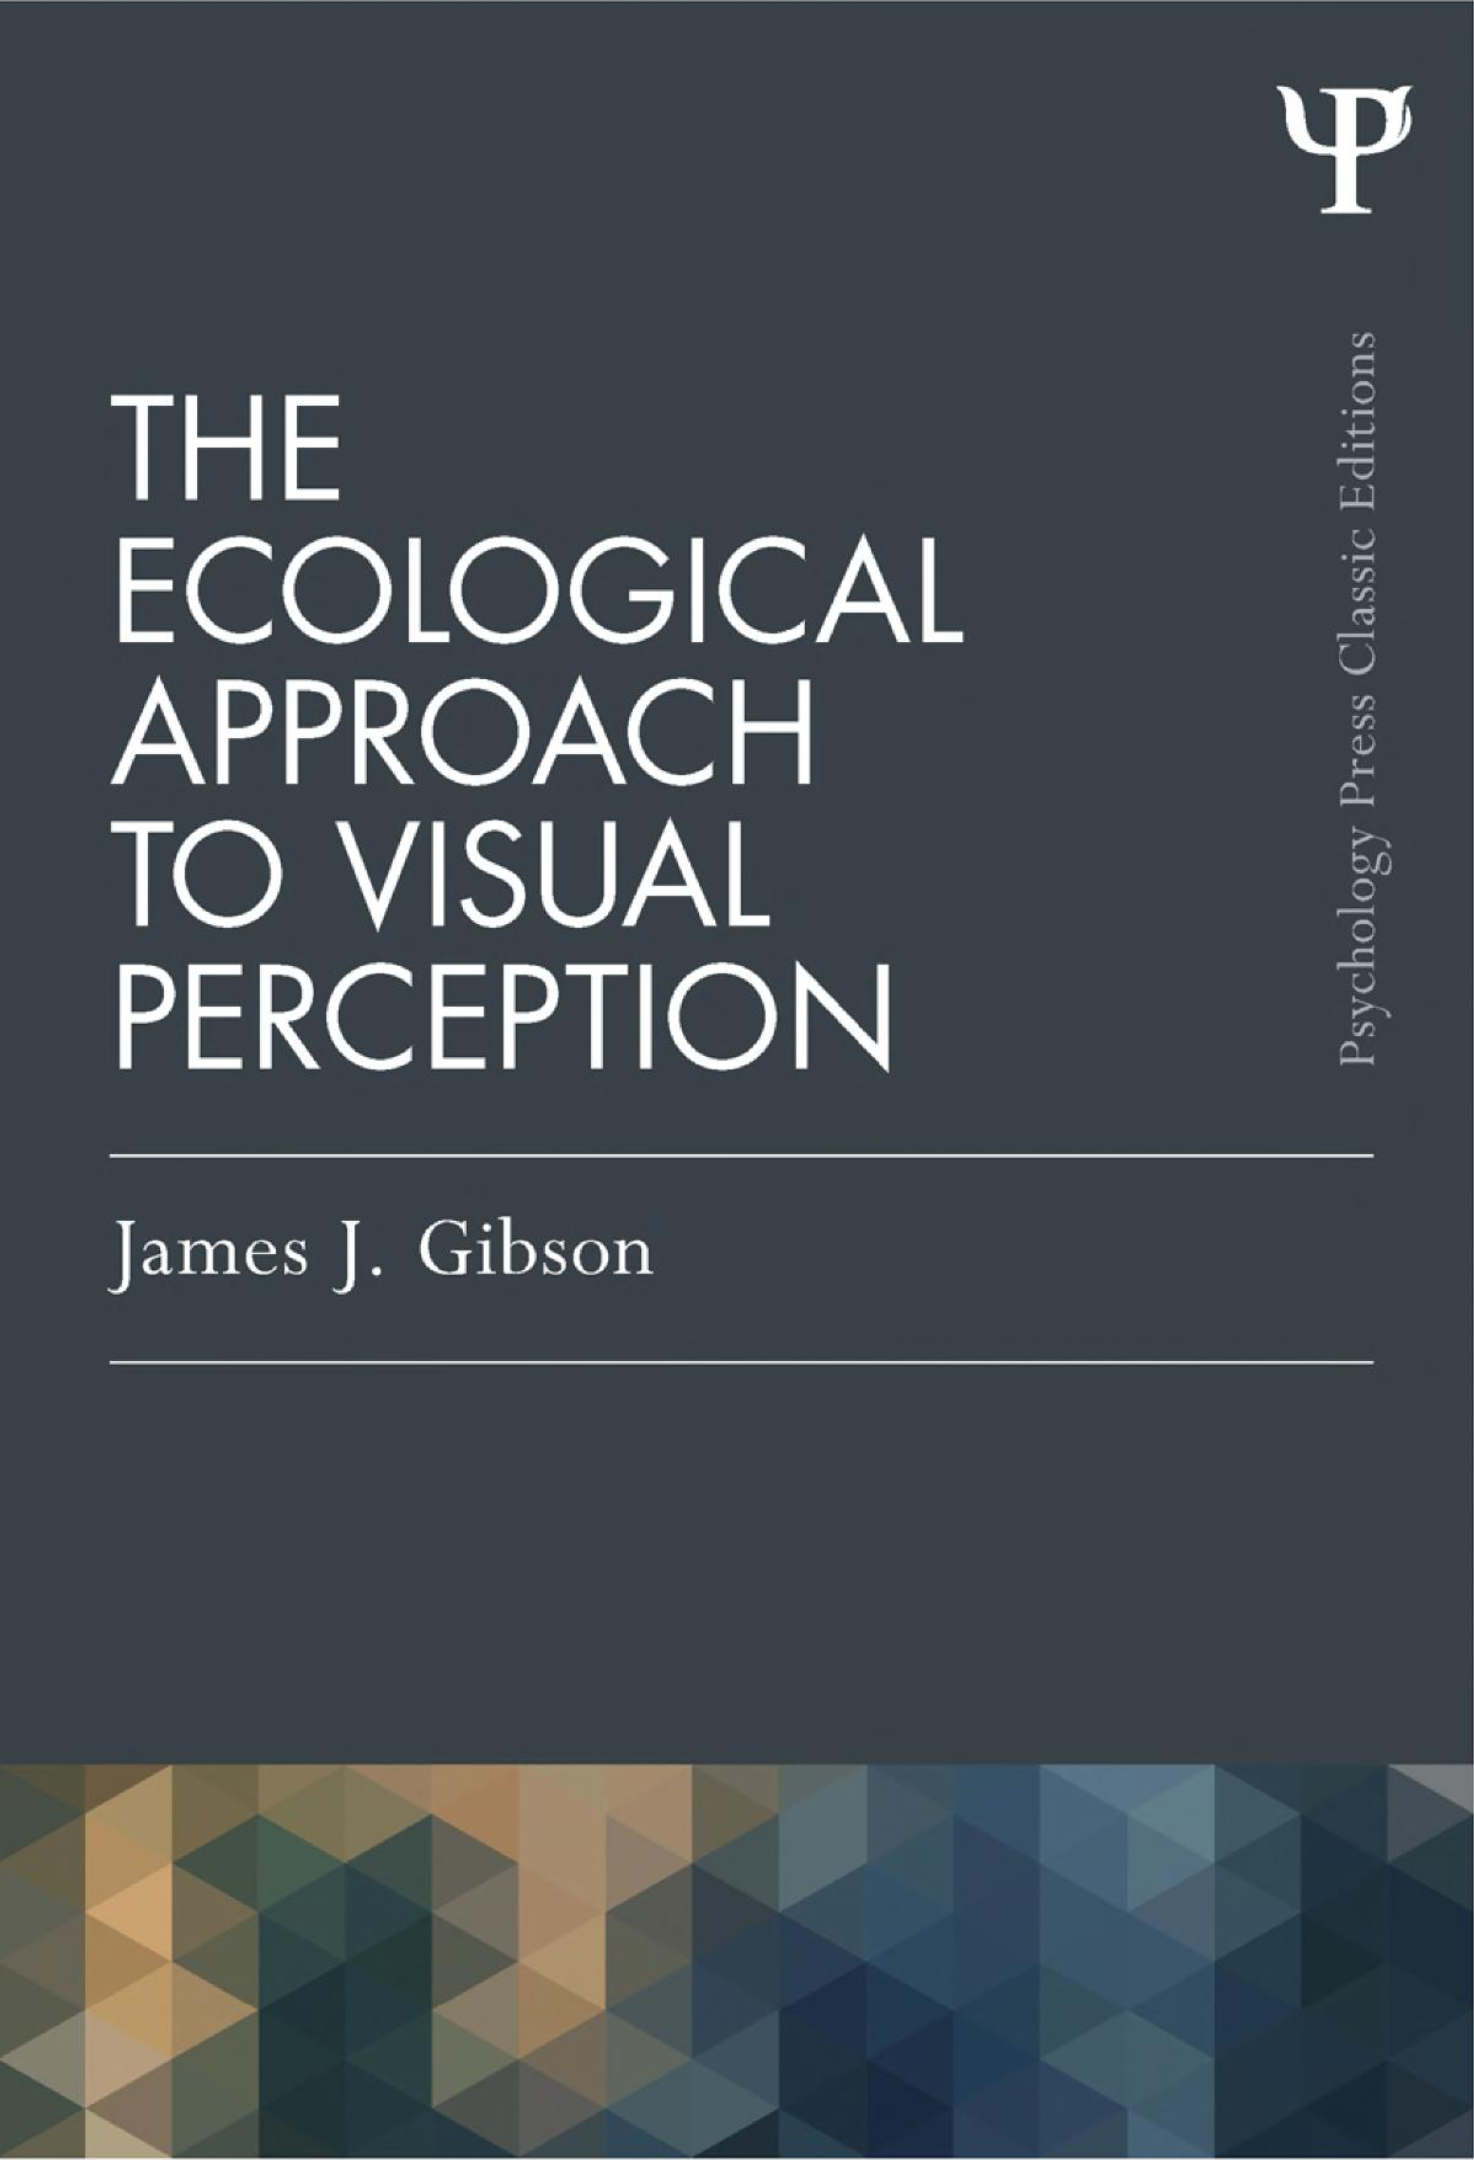 THE
ECOLOGICAL
APPROACH
TO VISUAL
PERCEPTION
James J. Gibson
Psychology Press Classic Editions